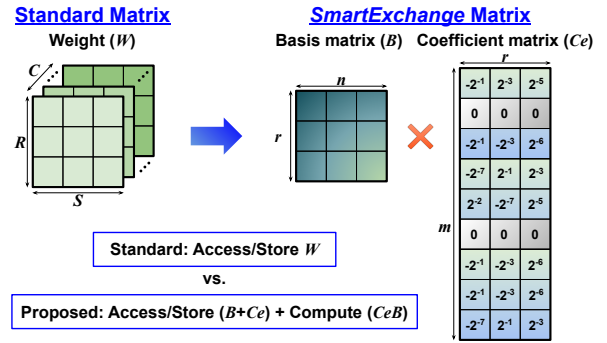 Standard Matrix
SmartExchange Matrix
Weight (W)
Basis matrix (B)
Coefficient matrix (Ce)
C
R
S
n
r
r
m
-2⁻¹ 2⁻³ 2⁻⁵
0 0 0
-2⁻¹ -2⁻³ 2⁻⁶
-2⁻⁷ 2⁻¹ 2⁻³
2⁻² -2⁻⁷ 2⁻⁵
0 0 0
-2⁻¹ -2⁻³ 2⁻⁶
-2⁻¹ -2⁻³ 2⁻⁶
-2⁻⁷ 2⁻¹ 2⁻³
Standard: Access/Store W
vs.
Proposed: Access/Store (B+Ce) + Compute (CeB)